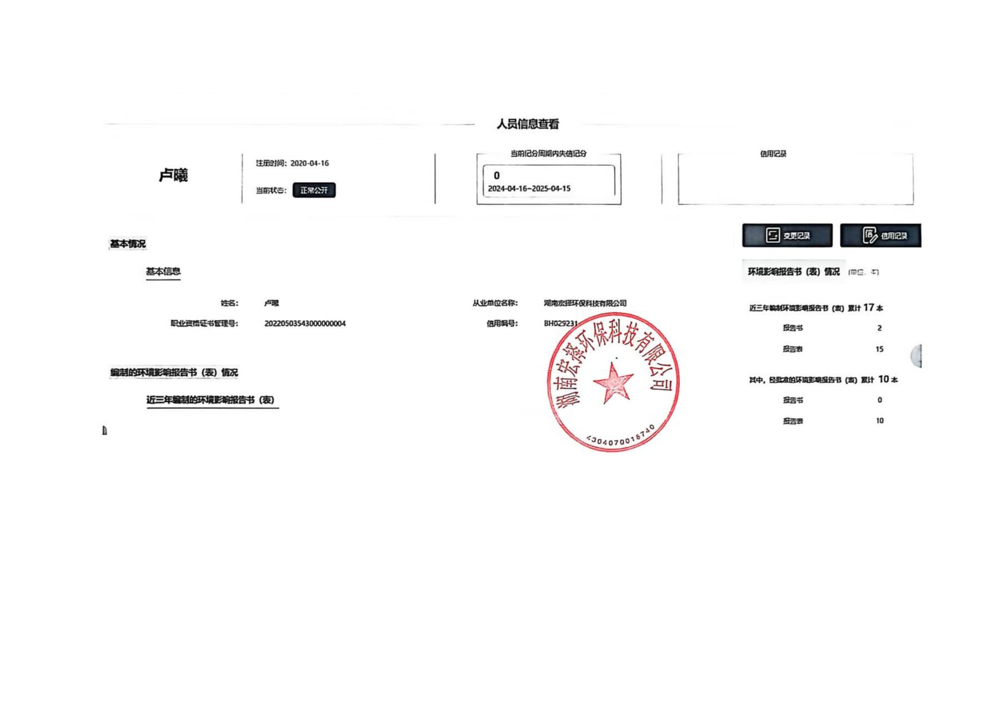 人员信息查看
卢曦
注册时间：2020-04-16
当前状态：正常公开
当前记分周期内失信记分
0
2024-04-16~2025-04-15
信用记录
变更记录
信用记录
基本情况
基本信息
姓名：卢曦
从业单位名称：湖南宏择环保科技有限公司
职业资格证书管理号：20220503543000000004
信用编号：BH029231
编制的环境影响报告书（表）情况
近三年编制的环境影响报告书（表）
环境影响报告书（表）情况（单位：本）
近三年编制环境影响报告书（表）累计 17 本
报告书 2
报告表 15
其中，经批准的环境影响报告书（表）累计 10 本
报告书 0
报告表 10
湖南宏择环保科技有限公司
4304070018740